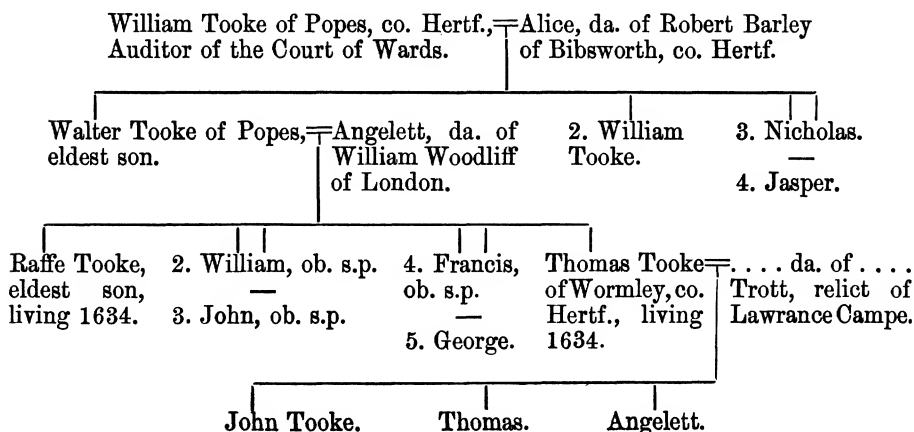 William Tooke of Popes, co. Hertf.,=Alice, da. of Robert Barley
Auditor of the Court of Wards. of Bibsworth, co. Hertf.
Walter Tooke of Popes,=Angelett, da. of
eldest son. William Woodliff
of London.
2. William
Tooke.
3. Nicholas.
—
4. Jasper.
Raffe Tooke,
eldest son,
living 1634.
2. William, ob. s.p.
—
3. John, ob. s.p.
4. Francis,
ob. s.p.
—
5. George.
Thomas Tooke=
of Wormley, co.
Hertf., living
1634.
.... da. of ....
Trott, relict of
Lawrance Campe.
John Tooke. Thomas. Angelett.